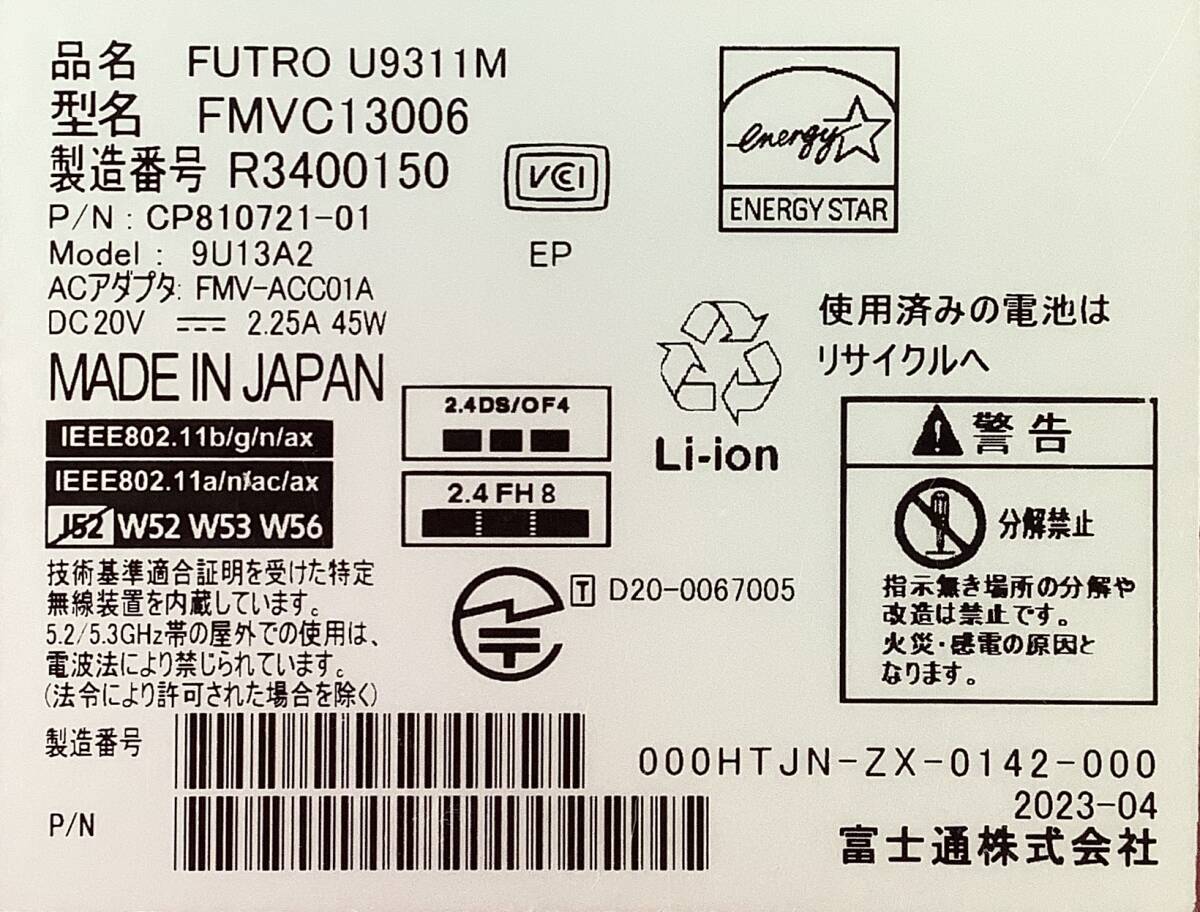 品名 FUTRO U9311M
型名 FMVC13006
製造番号 R3400150
P/N : CP810721-01
Model : 9U13A2
ACアダプタ: FMV-ACC01A
DC20V ⎓ 2.25A 45W
MADE IN JAPAN
IEEE802.11b/g/n/ax
IEEE802.11a/n/ac/ax
J52 W52 W53 W56
VCCI
EP
energy
ENERGY STAR
2.4DS/OF4
2.4 FH 8
Li-ion
使用済みの電池は
リサイクルへ
警告
分解禁止
指示無き場所の分解や
改造は禁止です。
火災・感電の原因と
なります。
技術基準適合証明を受けた特定
無線装置を内蔵しています。
5.2/5.3GHz帯の屋外での使用は、
電波法により禁じられています。
(法令により許可された場合を除く)
T D20-0067005
製造番号
P/N
000HTJN-ZX-0142-000
2023-04
富士通株式会社